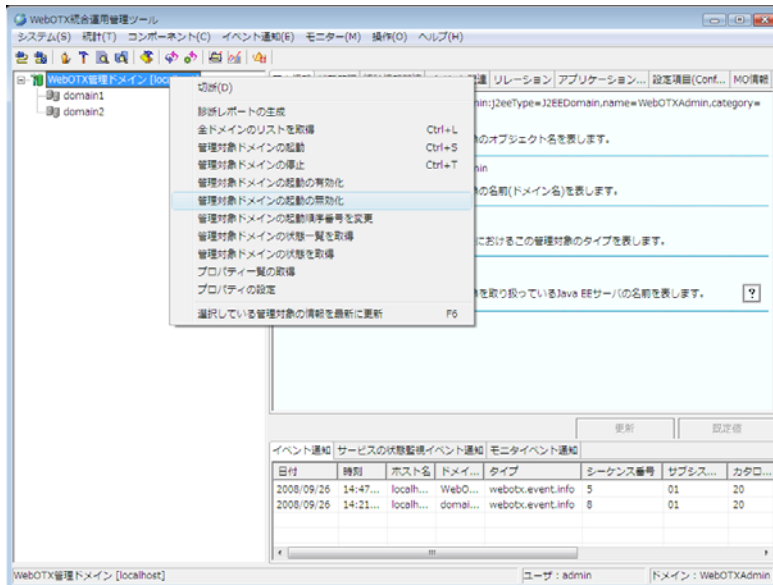 WebOTX統合運用管理ツール
システム(S) 統計(T) コンポーネント(C) イベント通知(E) モニター(M) 操作(O) ヘルプ(H)
WebOTX管理ドメイン [loc
リレーション アプリケーション... 設定項目(Conf... MO情報
domain1
domain2
切断(D)
診断レポートの生成
全ドメインのリストを取得 Ctrl+L
管理対象ドメインの起動 Ctrl+S
管理対象ドメインの停止 Ctrl+T
管理対象ドメインの起動の有効化
管理対象ドメインの起動の無効化
管理対象ドメインの起動順序番号を変更
管理対象ドメインの状態一覧を取得
管理対象ドメインの状態を取得
プロパティ一覧の取得
プロパティの設定
選択している管理対象の情報を最新に更新 F6
min:j2eeType=J2EEDomain,name=WebOTXAdmin,category=
のオブジェクト名を表します。
min
の名前(ドメイン名)を表します。
におけるこの管理対象のタイプを表します。
を取り扱っているJava EEサーバの名前を表します。 ?
更新 既定値
イベント通知 サービスの状態監視イベント通知 モニタイベント通知
日付 時刻 ホスト名 ドメイ... タイプ シーケンス番号 サブシス... カタロ...
2008/09/26 14:47... localh... WebO... webotx.event.info 5 01 20
2008/09/26 14:21... localh... domai... webotx.event.info 8 01 20
WebOTX管理ドメイン [localhost] ユーザ : admin ドメイン : WebOTXAdmin